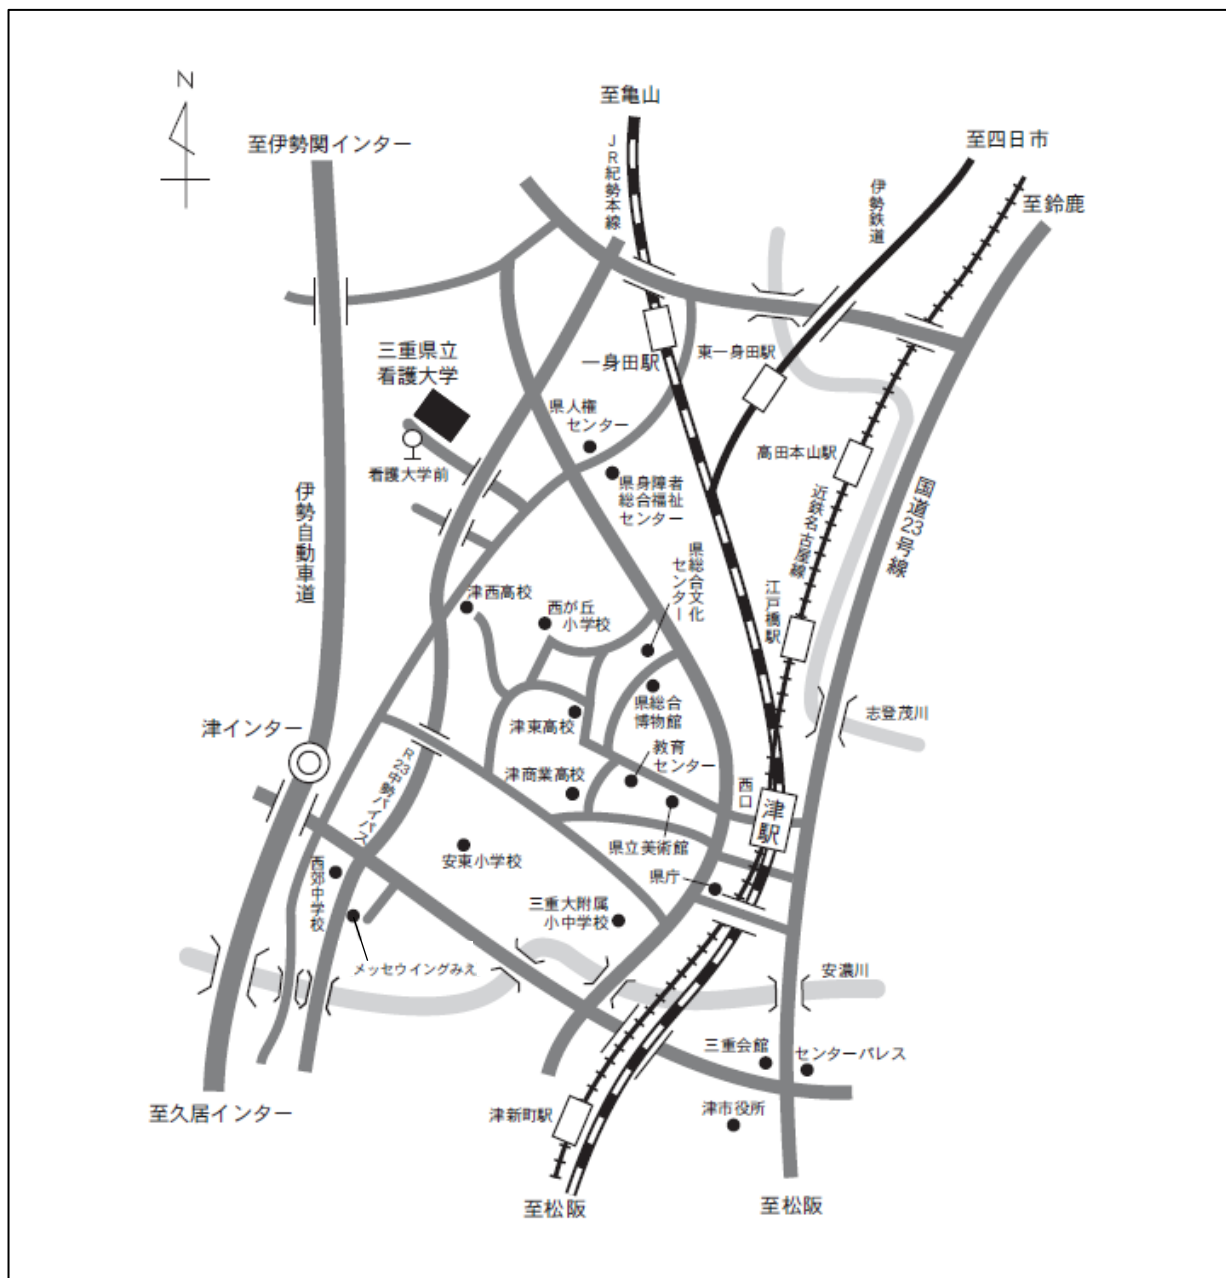 N
至亀山
至伊勢関インター
至四日市
JR紀勢本線
伊勢鉄道
至鈴鹿
三重県立
看護大学
一身田駅
東一身田駅
県人権
センター
看護大学前
高田本山駅
県身障者
総合福祉
センター
伊勢自動車道
近鉄名古屋線
国道23号線
県総合文化
センター
江戸橋駅
津西高校
西が丘
小学校
県総合
博物館
志登茂川
津東高校
津インター
教育
センター
R23中勢バイパス
津商業高校
西口
津駅
県立美術館
安東小学校
県庁
西郊中学校
三重大附属
小中学校
メッセウイングみえ
安濃川
三重会館
センターパレス
至久居インター
津新町駅
津市役所
至松阪
至松阪